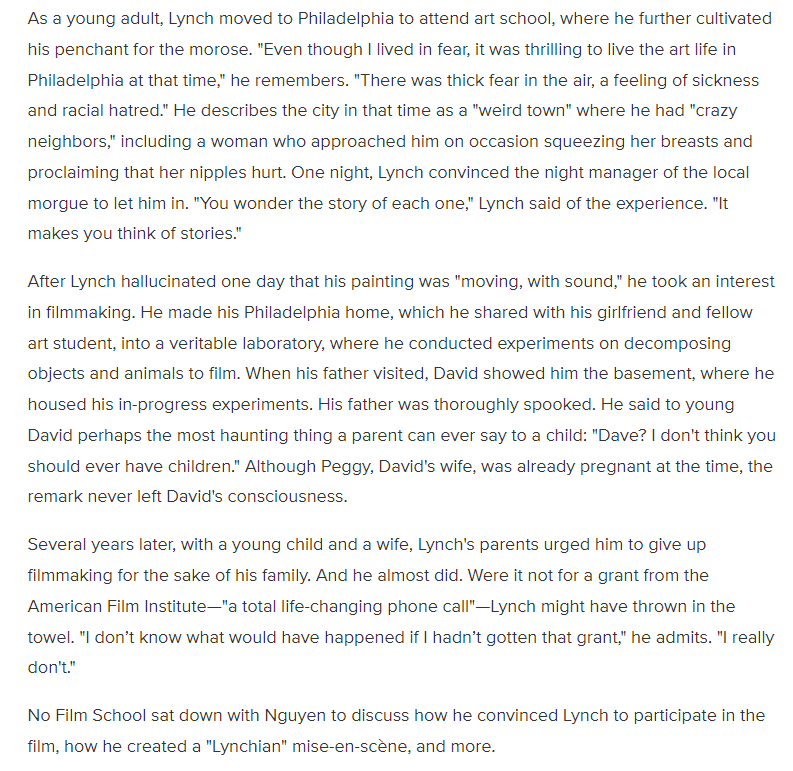 As a young adult, Lynch moved to Philadelphia to attend art school, where he further cultivated
his penchant for the morose. "Even though I lived in fear, it was thrilling to live the art life in
Philadelphia at that time," he remembers. "There was thick fear in the air, a feeling of sickness
and racial hatred." He describes the city in that time as a "weird town" where he had "crazy
neighbors," including a woman who approached him on occasion squeezing her breasts and
proclaiming that her nipples hurt. One night, Lynch convinced the night manager of the local
morgue to let him in. "You wonder the story of each one," Lynch said of the experience. "It
makes you think of stories."
After Lynch hallucinated one day that his painting was "moving, with sound," he took an interest
in filmmaking. He made his Philadelphia home, which he shared with his girlfriend and fellow
art student, into a veritable laboratory, where he conducted experiments on decomposing
objects and animals to film. When his father visited, David showed him the basement, where he
housed his in-progress experiments. His father was thoroughly spooked. He said to young
David perhaps the most haunting thing a parent can ever say to a child: "Dave? I don't think you
should ever have children." Although Peggy, David's wife, was already pregnant at the time, the
remark never left David's consciousness.
Several years later, with a young child and a wife, Lynch's parents urged him to give up
filmmaking for the sake of his family. And he almost did. Were it not for a grant from the
American Film Institute—"a total life-changing phone call"—Lynch might have thrown in the
towel. "I don’t know what would have happened if I hadn’t gotten that grant," he admits. "I really
don't."
No Film School sat down with Nguyen to discuss how he convinced Lynch to participate in the
film, how he created a "Lynchian" mise-en-scène, and more.